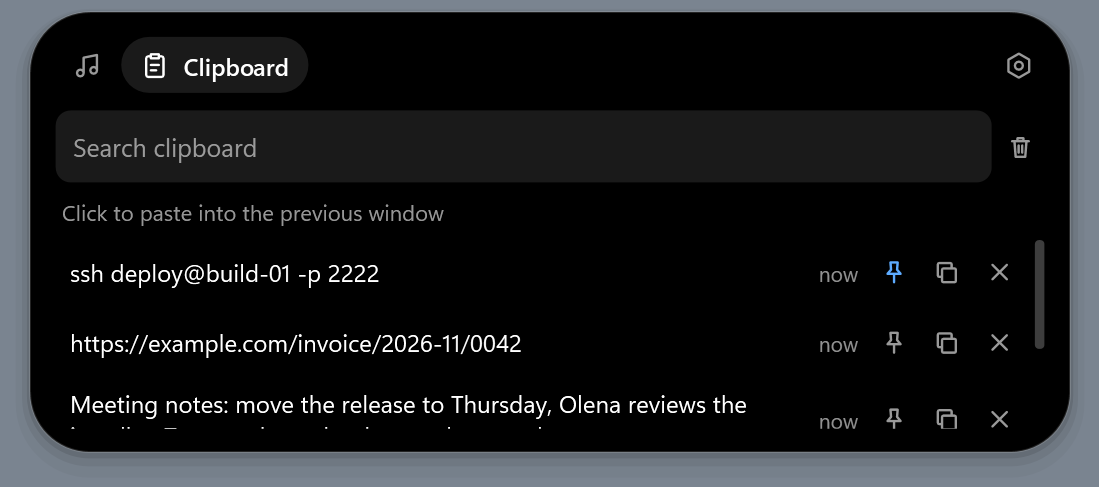 Clipboard
Search clipboard
Click to paste into the previous window
ssh deploy@build-01 -p 2222 now
https://example.com/invoice/2026-11/0042 now
Meeting notes: move the release to Thursday, Olena reviews the
now